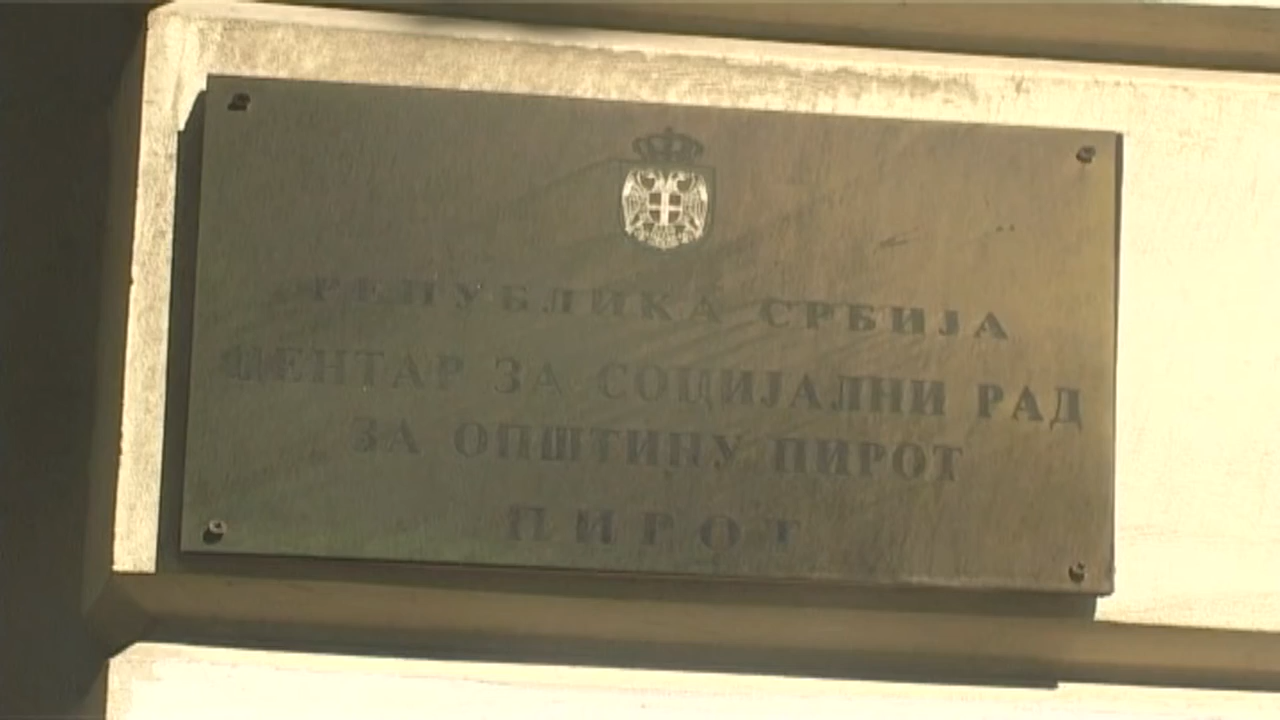 РЕПУБЛИКА СРБИЈА
ЦЕНТАР ЗА СОЦИЈАЛНИ РАД
ЗА ОПШТИНУ ПИРОТ
ПИРОТ